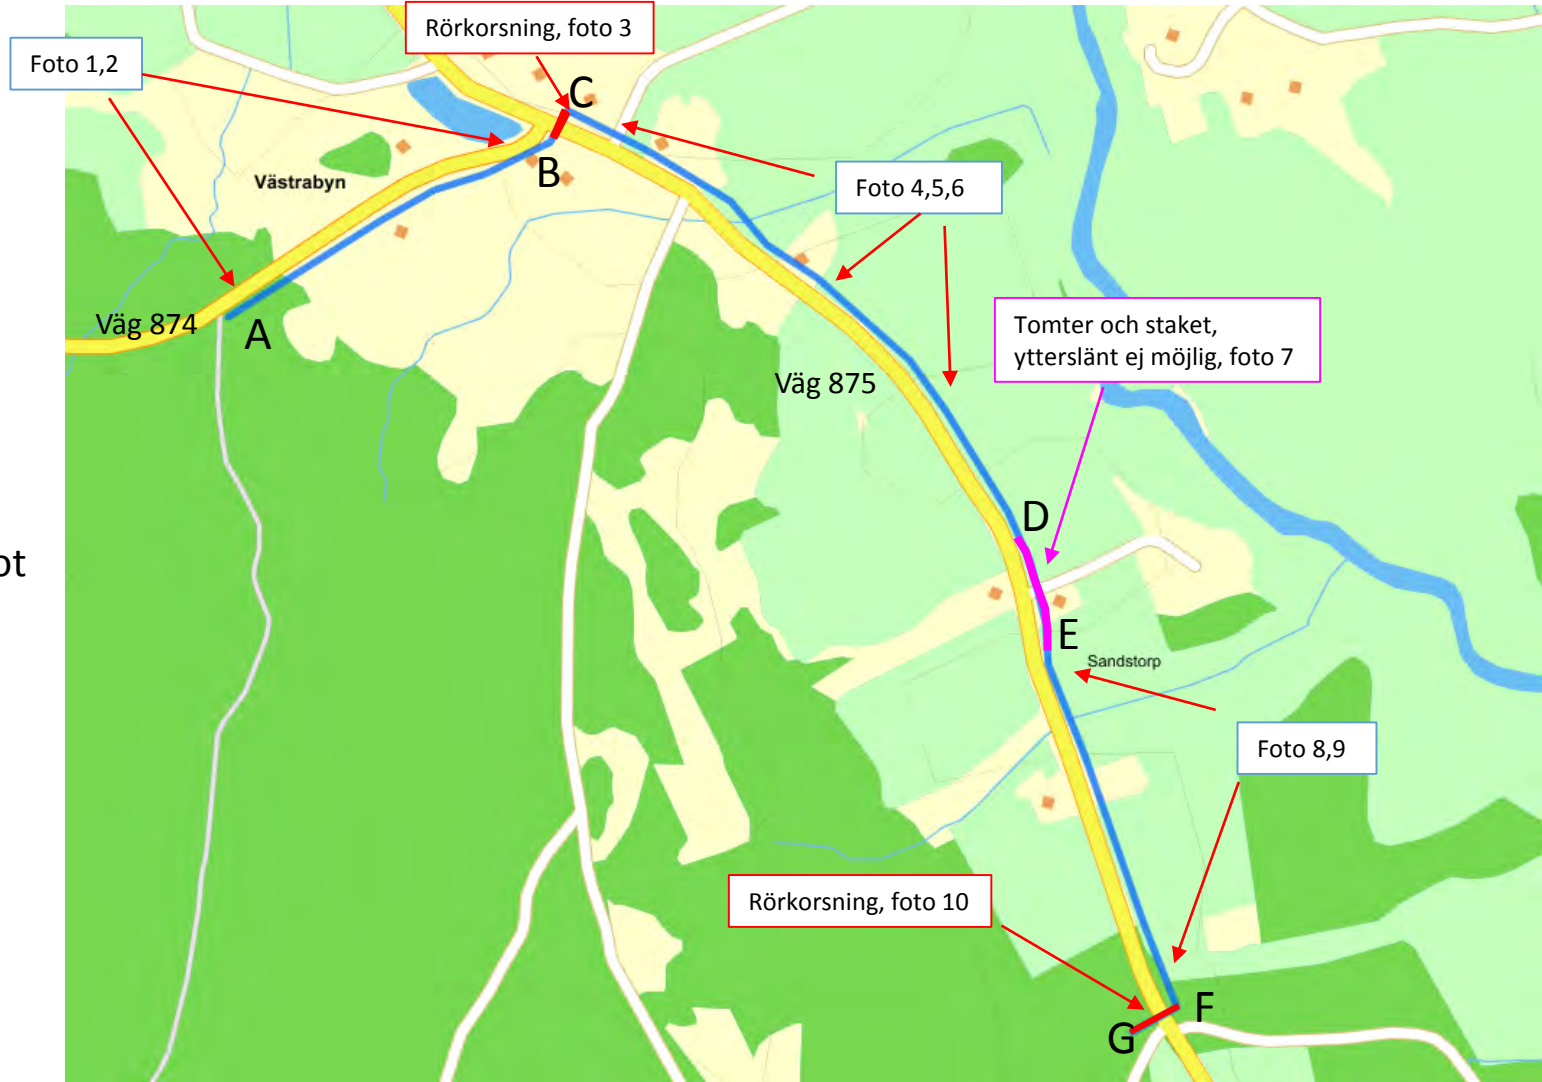 Rörkorsning, foto 3
Foto 1,2
C
B
Västrabyn
Foto 4,5,6
Väg 874
A
Tomter och staket,
ytterslänt ej möjlig, foto 7
Väg 875
D
ot
E
Sandstorp
Foto 8,9
Rörkorsning, foto 10
F
G